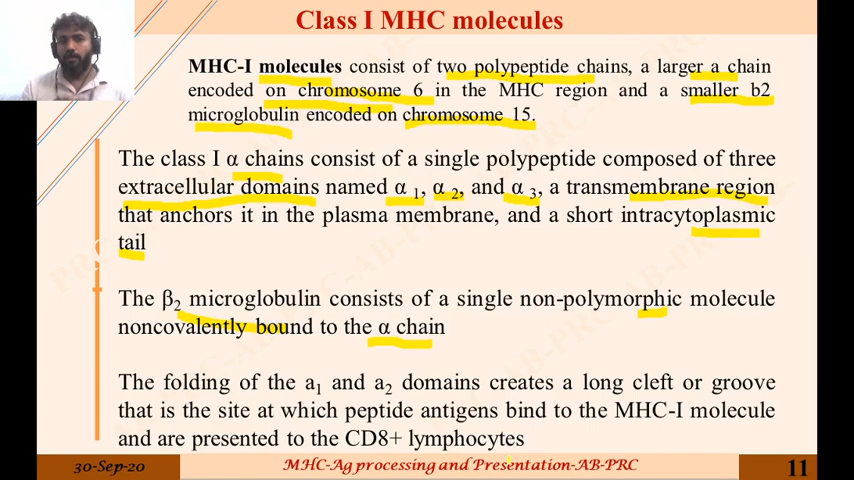 Class I MHC molecules
MHC-I molecules consist of two polypeptide chains, a larger a chain
encoded on chromosome 6 in the MHC region and a smaller b2
microglobulin encoded on chromosome 15.
The class I α chains consist of a single polypeptide composed of three
extracellular domains named α 1, α 2, and α 3, a transmembrane region
that anchors it in the plasma membrane, and a short intracytoplasmic
tail
The β2 microglobulin consists of a single non-polymorphic molecule
noncovalently bound to the α chain
The folding of the a1 and a2 domains creates a long cleft or groove
that is the site at which peptide antigens bind to the MHC-I molecule
and are presented to the CD8+ lymphocytes
30-Sep-20
MHC-Ag processing and Presentation-AB-PRC
11